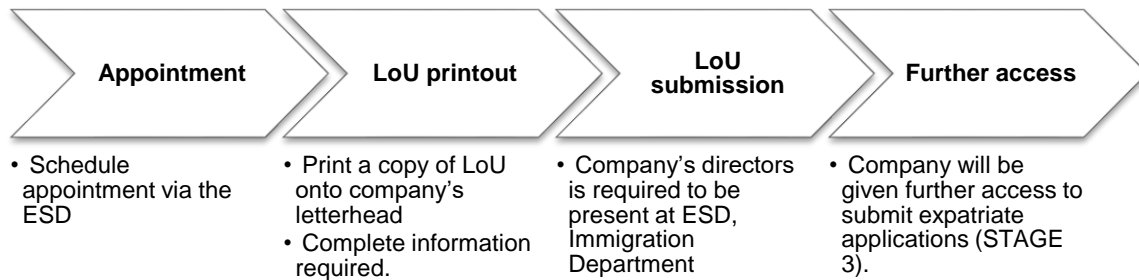 Appointment
• Schedule
appointment via the
ESD
LoU printout
• Print a copy of LoU
onto company's
letterhead
• Complete information
required.
LoU
submission
• Company's directors
is required to be
present at ESD,
Immigration
Department
Further access
• Company will be
given further access to
submit expatriate
applications (STAGE
3).